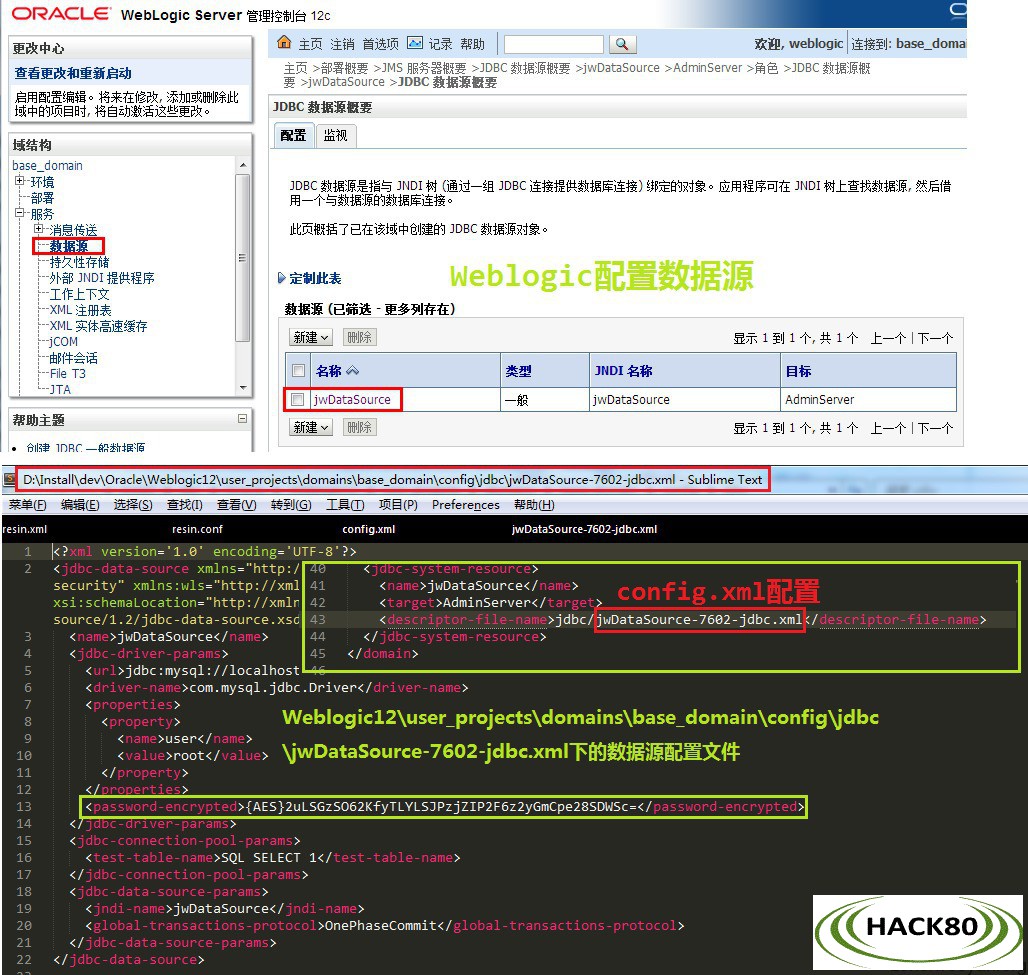 ORACLE® WebLogic Server 管理控制台 12c
更改中心
查看更改和重新启动
启用配置编辑。将来在修改, 添加或删除此
域中的项目时, 将自动激活这些更改。
域结构
base_domain
环境
部署
服务
消息传送
数据源
持久性存储
外部 JNDI 提供程序
工作上下文
XML 注册表
XML 实体高速缓存
jCOM
邮件会话
File T3
JTA
帮助主题
创建 JDBC 一般数据源
主页 注销 首选项 记录 帮助
欢迎, weblogic 连接到: base_domai
主页 >部署概要 >JMS 服务器概要 >JDBC 数据源概要 >jwDataSource >AdminServer >角色 >JDBC 数据源概
要 >jwDataSource >JDBC 数据源概要
JDBC 数据源概要
配置 监视
JDBC 数据源是指与 JNDI 树 (通过一组 JDBC 连接提供数据库连接) 绑定的对象。应用程序可在 JNDI 树上查找数据源, 然后借
用一个与数据源的数据库连接。
此页概括了已在该域中创建的 JDBC 数据源对象。
定制此表
Weblogic配置数据源
数据源 (已筛选 - 更多列存在)
新建 删除 显示 1 到 1 个, 共 1 个 上一个 | 下一个
名称 类型 JNDI 名称 目标
jwDataSource 一般 jwDataSource AdminServer
新建 删除 显示 1 到 1 个, 共 1 个 上一个 | 下一个
D:\Install\dev\Oracle\Weblogic12\user_projects\domains\base_domain\config\jdbc\jwDataSource-7602-jdbc.xml - Sublime Text
菜单(F) 编辑(E) 选择(S) 查找(I) 查看(V) 转到(G) 工具(T) 项目(P) Preferences 帮助(H)
resin.xml resin.conf config.xml jwDataSource-7602-jdbc.xml
1 <?xml version='1.0' encoding='UTF-8'?>
2 <jdbc-data-source xmlns="http:/
security" xmlns:wls="http://xml
xsi:schemaLocation="http://xmln
source/1.2/jdbc-data-source.xsd
3 <name>jwDataSource</name>
4 <jdbc-driver-params>
5 <url>jdbc:mysql://localhost
6 <driver-name>com.mysql.jdbc.Driver</driver-name>
7 <properties>
8 <property>
9 <name>user</name>
10 <value>root</value>
11 </property>
12 </properties>
13 <password-encrypted>{AES}2uLSGzSO62KfyTLYLSJPzjZIP2F6z2yGmCpe28SDWSc=</password-encrypted>
14 </jdbc-driver-params>
15 <jdbc-connection-pool-params>
16 <test-table-name>SQL SELECT 1</test-table-name>
17 </jdbc-connection-pool-params>
18 <jdbc-data-source-params>
19 <jndi-name>jwDataSource</jndi-name>
20 <global-transactions-protocol>OnePhaseCommit</global-transactions-protocol>
21 </jdbc-data-source-params>
22 </jdbc-data-source>
40 <jdbc-system-resource>
41 <name>jwDataSource</name>
42 <target>AdminServer</target>
43 <descriptor-file-name>jdbc/jwDataSource-7602-jdbc.xml</descriptor-file-name>
44 </jdbc-system-resource>
45 </domain>
46
config.xml配置
Weblogic12\user_projects\domains\base_domain\config\jdbc
\jwDataSource-7602-jdbc.xml下的数据源配置文件
HACK80